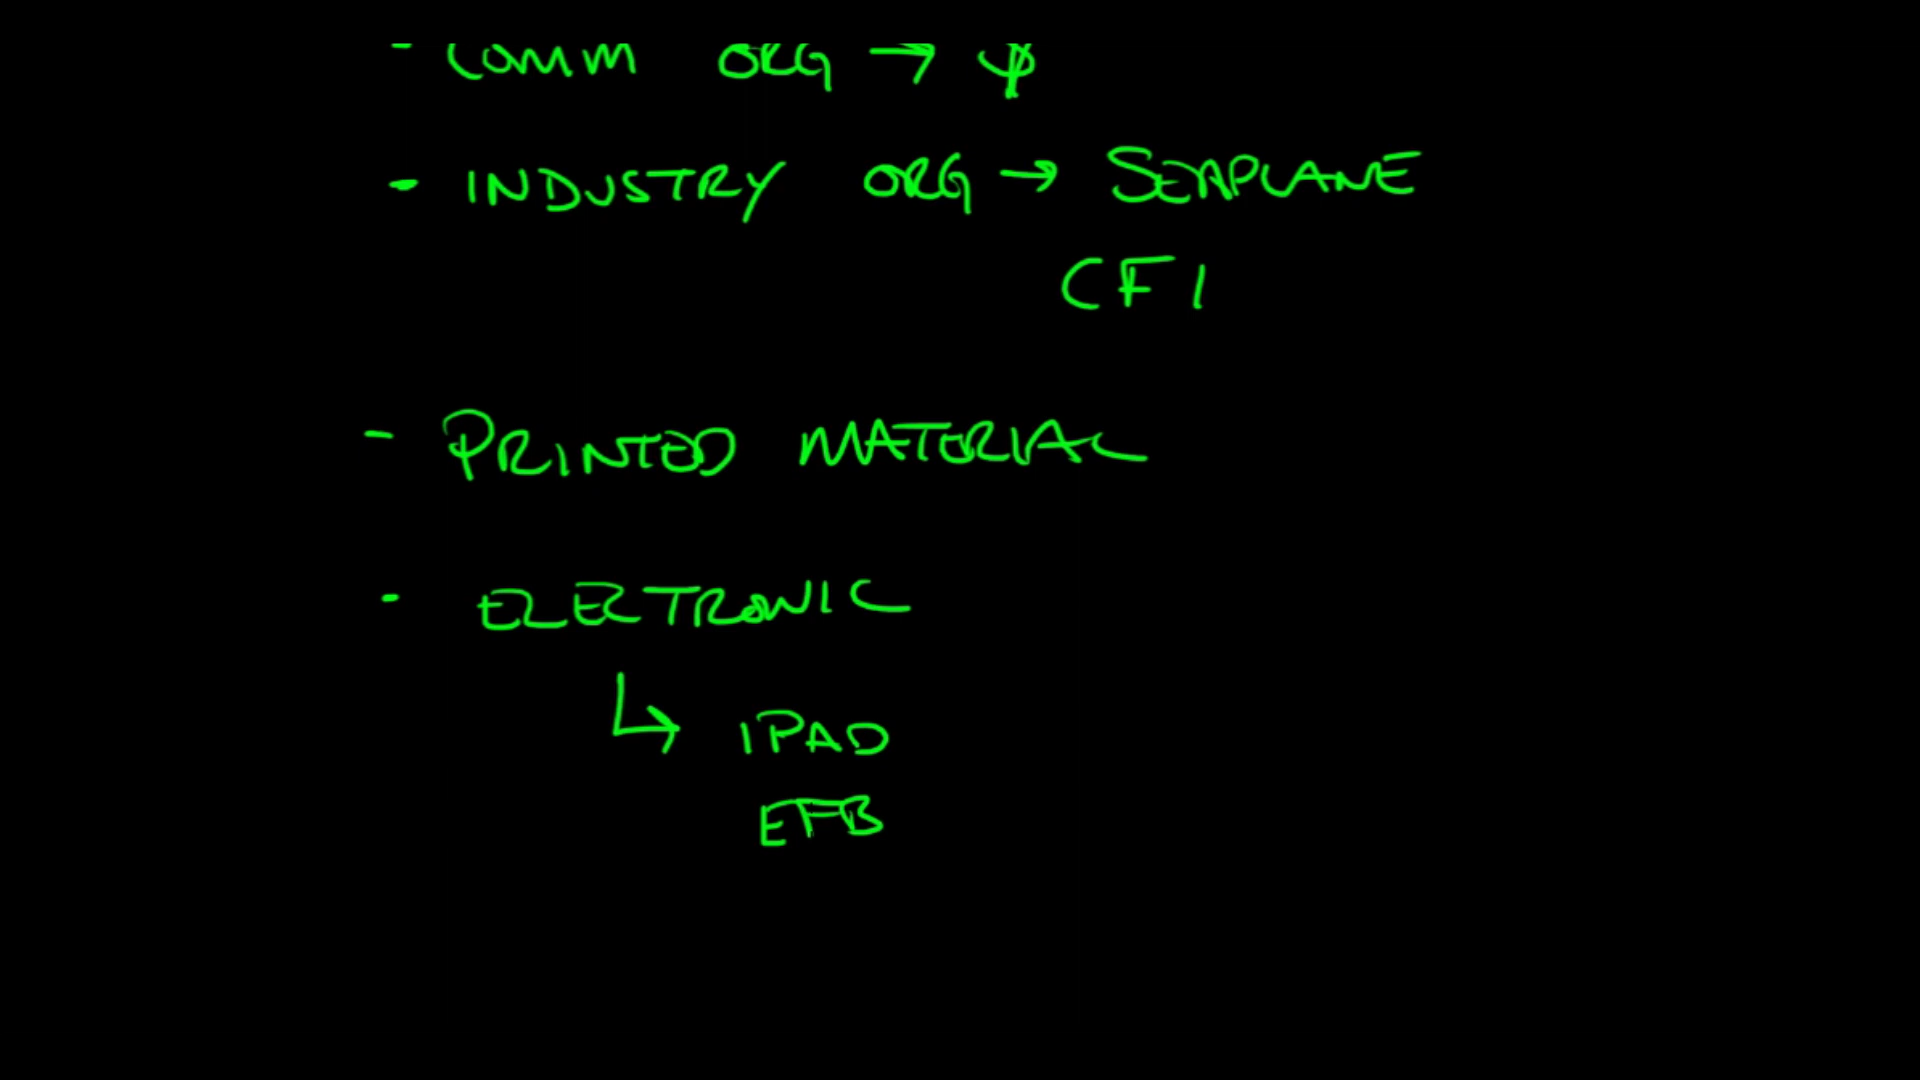 - COMM ORG →
- INDUSTRY ORG → SEAPLANE
CFI
- PRINTED MATERIAL
- ELECTRONIC
↳ IPAD
EFB